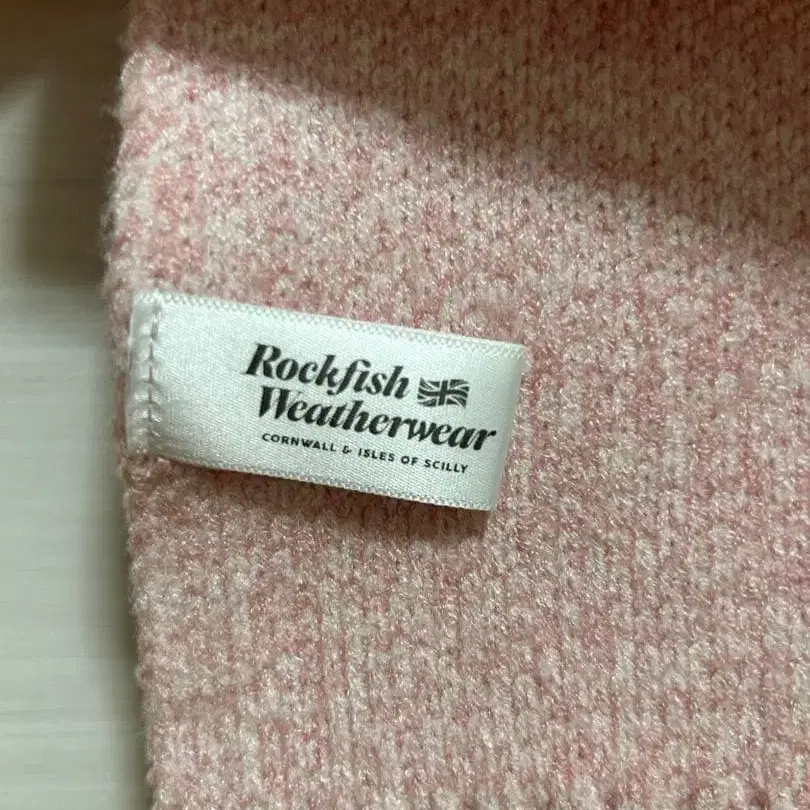 Rockfish
Weatherwear
CORNWALL & ISLES OF SCILLY